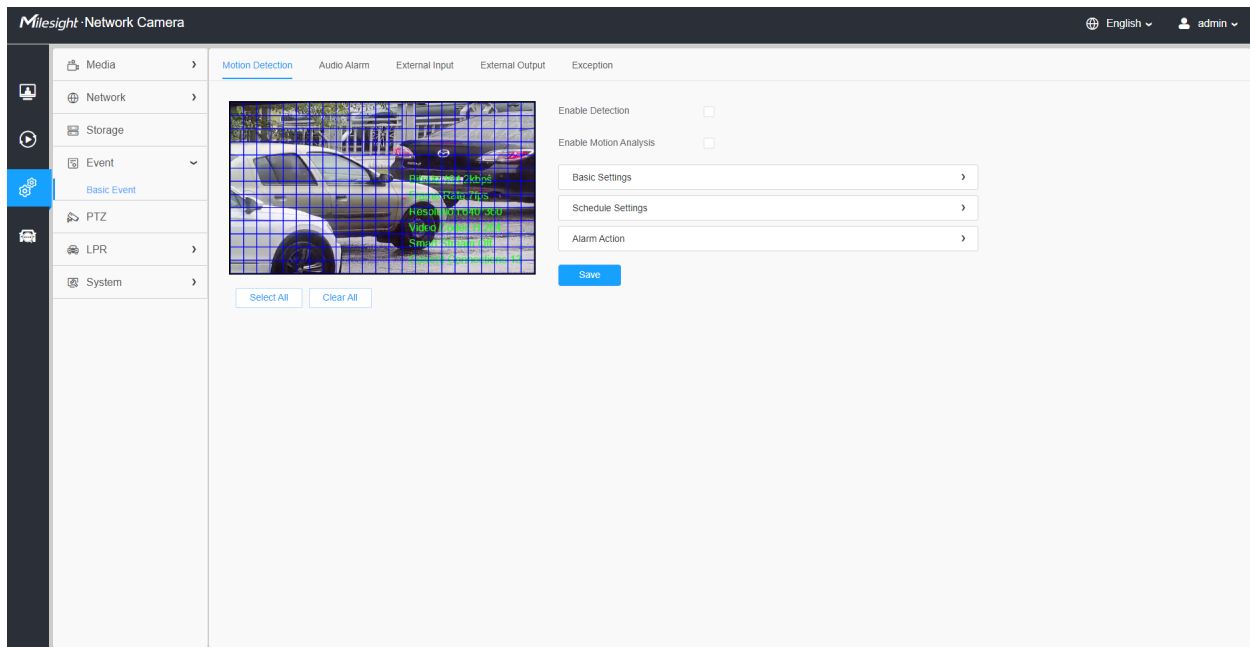 Milesight · Network Camera
English
admin
Media
Network
Storage
Event
Basic Event
PTZ
LPR
System
Motion Detection
Audio Alarm
External Input
External Output
Exception
Enable Detection
Enable Motion Analysis
Basic Settings
Schedule Settings
Alarm Action
Save
Select All
Clear All